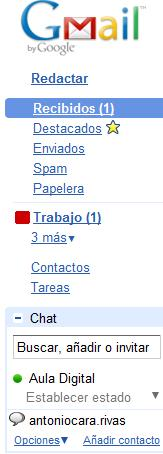 Gmail™
by Google
Redactar
Recibidos (1)
Destacados
Enviados
Spam
Papelera
Trabajo (1)
3 más▼
Contactos
Tareas
− Chat
Buscar, añadir o invitar
Aula Digital
Establecer estado ▼
antoniocara.rivas
Opciones▼ Añadir contacto